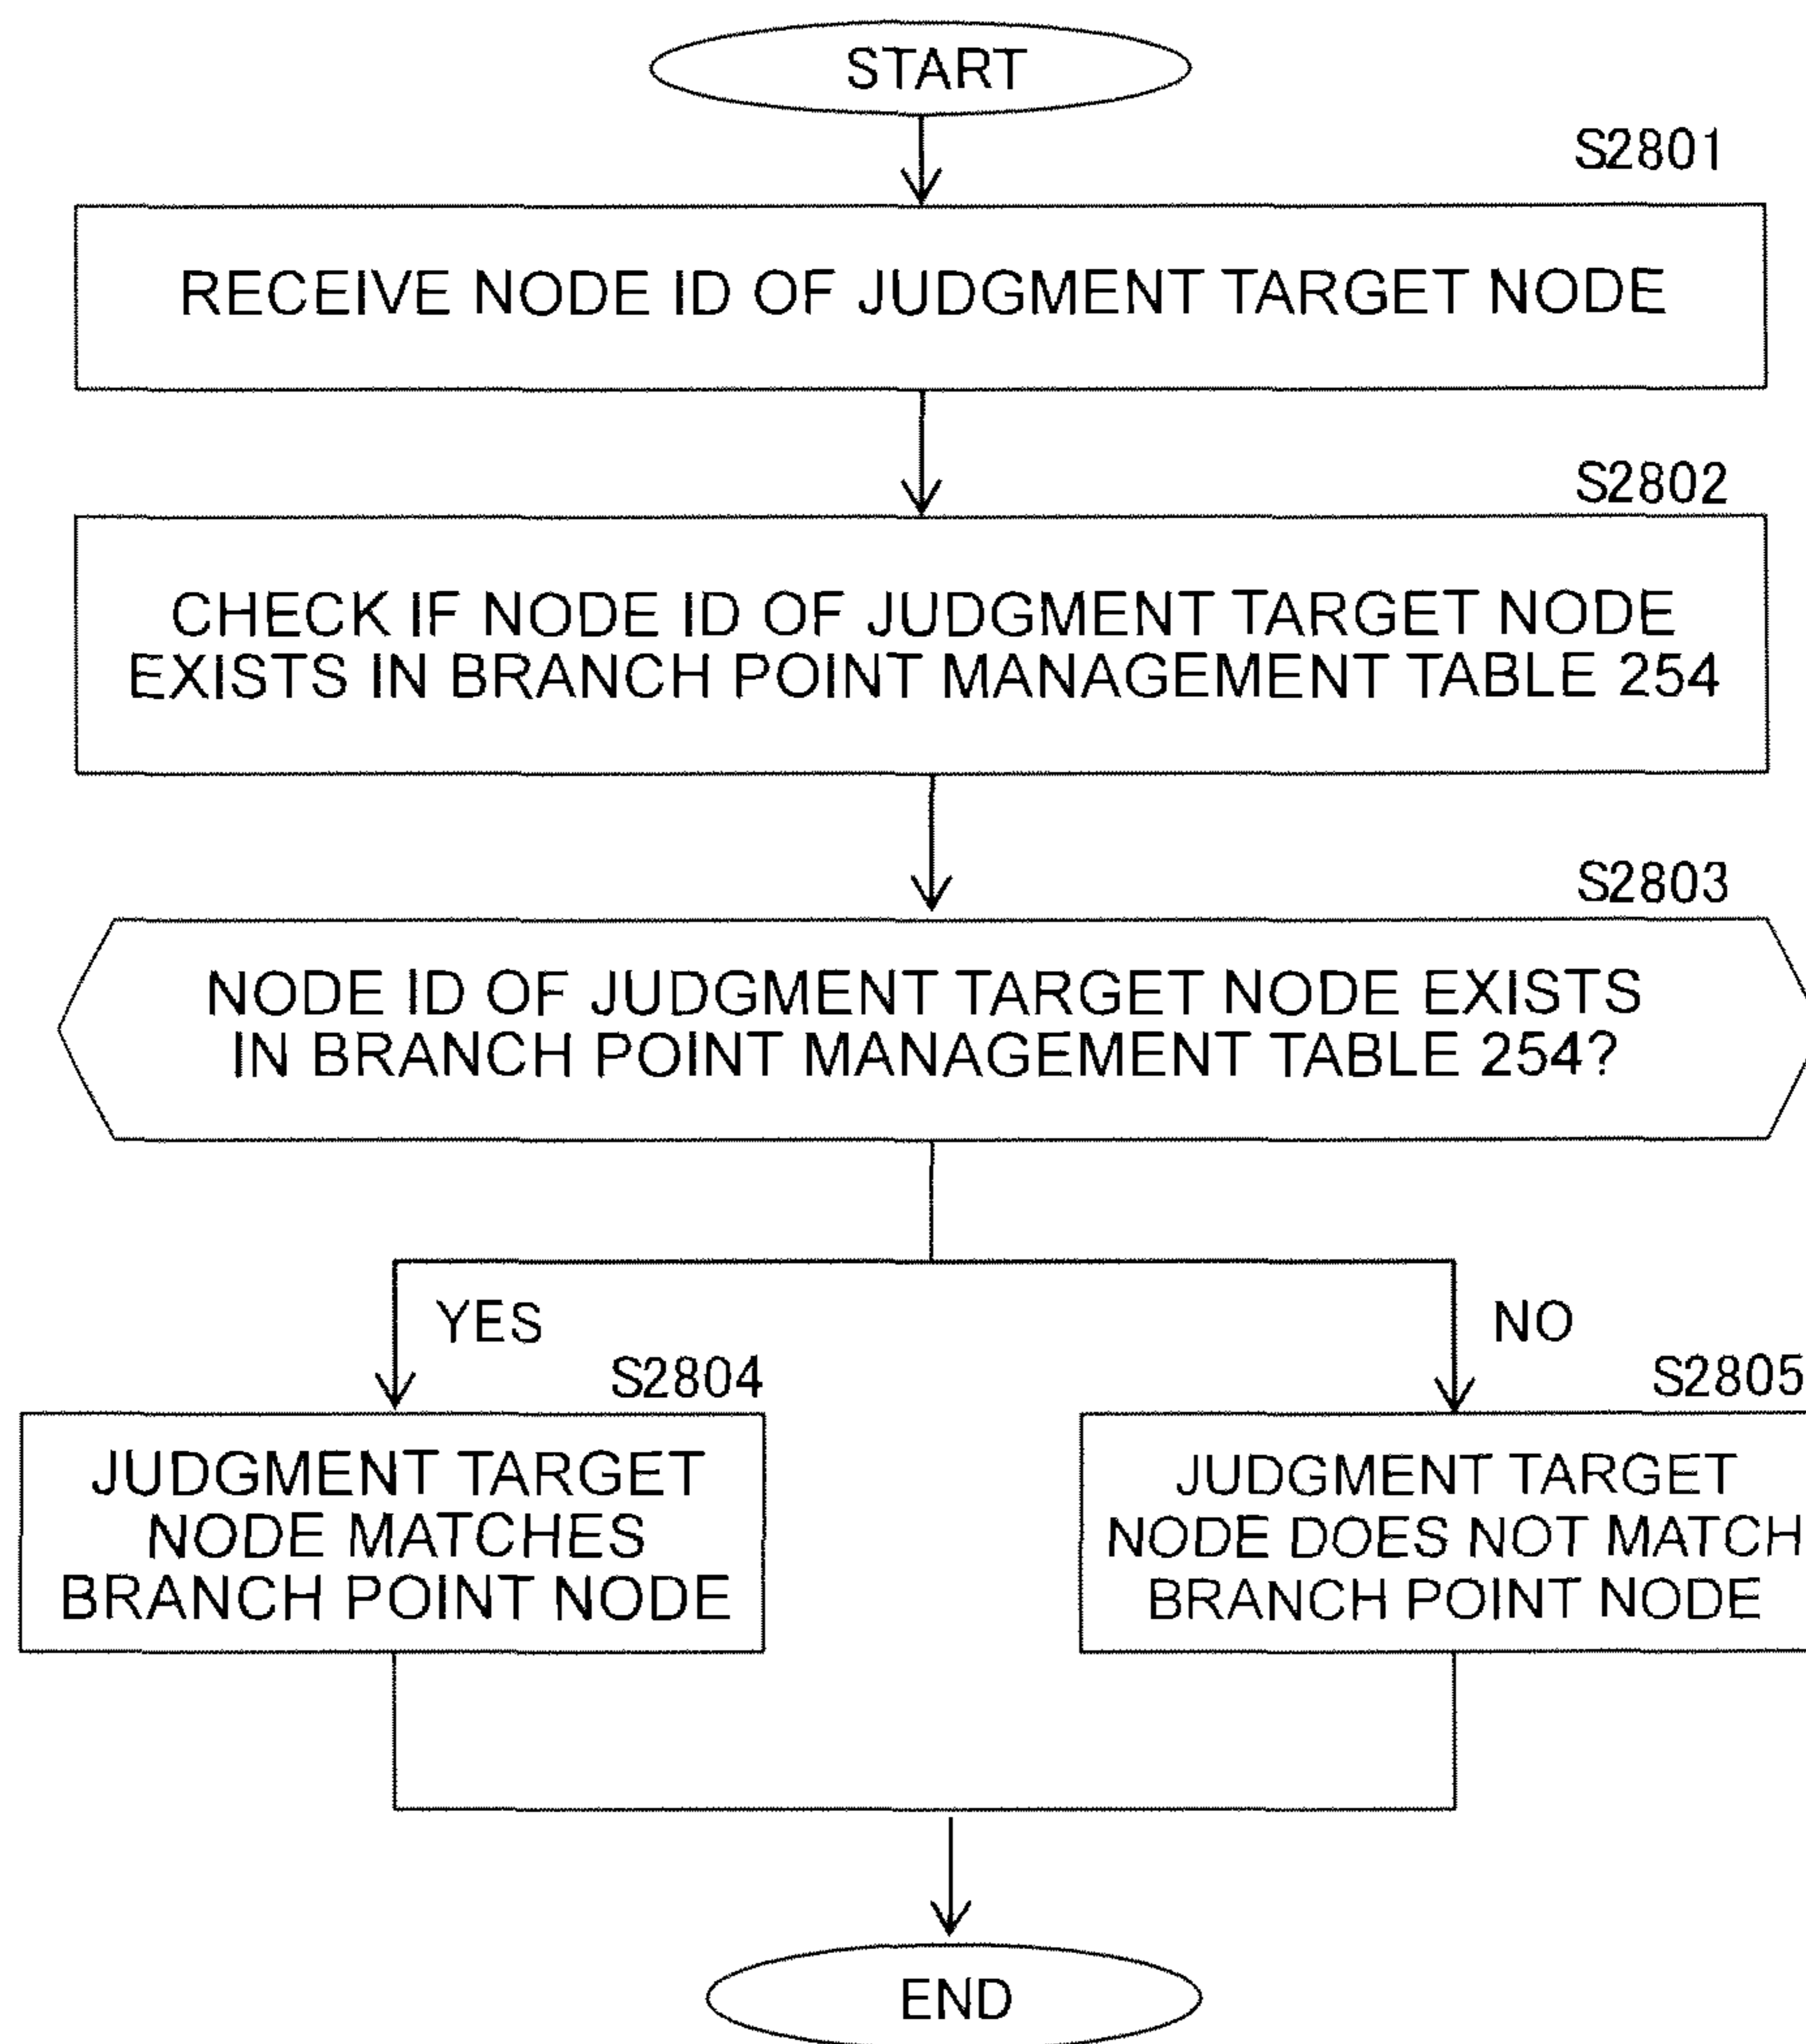 START
S2801
RECEIVE NODE ID OF JUDGMENT TARGET NODE
S2802
CHECK IF NODE ID OF JUDGMENT TARGET NODE
EXISTS IN BRANCH POINT MANAGEMENT TABLE 254
S2803
NODE ID OF JUDGMENT TARGET NODE EXISTS
IN BRANCH POINT MANAGEMENT TABLE 254?
YES
NO
S2804
S2805
JUDGMENT TARGET
NODE MATCHES
BRANCH POINT NODE
JUDGMENT TARGET
NODE DOES NOT MATCH
BRANCH POINT NODE
END